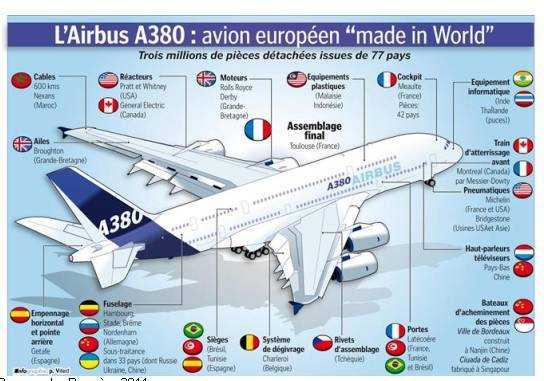 L'Airbus A380 : avion européen "made in World"
Trois millions de pièces détachées issues de 77 pays
Cables
600 kms
Nexans
(Maroc)
Réacteurs
Pratt et Whitney
(USA)
General Electric
(Canada)
Moteurs
Rolls Royce
Derby
(Grande-
Bretagne)
Equipements
plastiques
(Malaisie
Indonésie)
Cockpit
Meaulte
(France)
Pièces:
42 pays
Equipement
informatique
(Inde
Thaïlande
(puces))
Assemblage
final
Toulouse (France)
Ailes
Broughton
(Grande-Bretagne)
Train
d'atterrissage
avant
Montreal (Canada)
par Messier-Dowty
Pneumatiques
Michelin
(France et USA)
Bridgestone
(Usines USAet Asie)
A380 AIRBUS
A380
Haut-parleurs
téléviseurs
Pays-Bas
Chine
Empennage
horizontal
et pointe
arrière
Getafe
(Espagne)
Fuselage
Hambourg,
Stade, Brème
Nordenham
(Allemagne)
Sous-traitance
dans 33 pays (dont Russie
Ukraine, Chine)
Sièges
(Brésil,
Tunisie
Espagne)
Système
de dégivrage
Charleroi
(Belgique)
Rivets
d'assemblage
(Tchéquie)
Portes
Latécoère
(France,
Tunisie
et Brésil)
Bateaux
d'acheminement
des pièces
Ville de Bordeaux
construit
à Nanjin (Chine)
Ciuada de Cadiz
fabriqué à Singapour